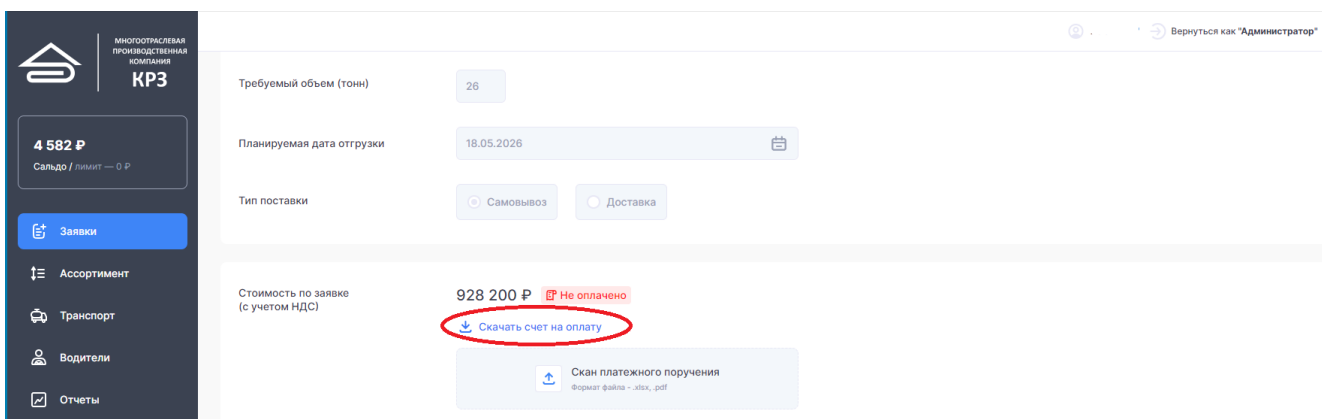 МНОГООТРАСЛЕВАЯ
ПРОИЗВОДСТВЕННАЯ
КОМПАНИЯ
КРЗ
Вернуться как "Администратор"
4 582 ₽
Сальдо / лимит — 0 ₽
Заявки
Ассортимент
Транспорт
Водители
Отчеты
Требуемый объем (тонн)
26
Планируемая дата отгрузки
18.05.2026
Тип поставки
Самовывоз
Доставка
Стоимость по заявке
(с учетом НДС)
928 200 ₽
Не оплачено
Скачать счет на оплату
Скан платежного поручения
Формат файла - .xlsx, .pdf